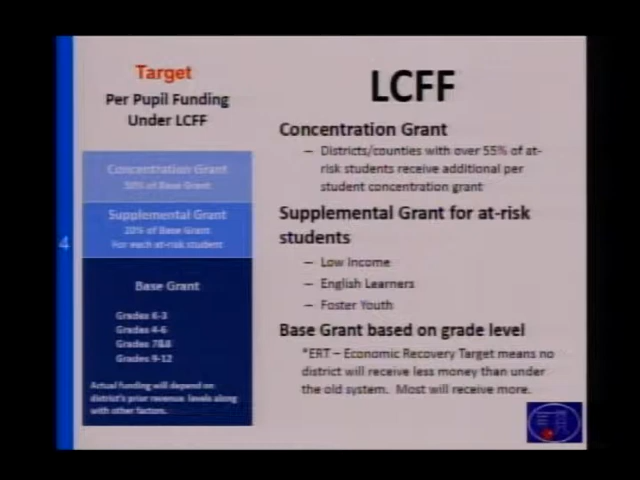 Target
Per Pupil Funding
Under LCFF
Concentration Grant
50% of Base Grant
Supplemental Grant
20% of Base Grant
For each at-risk student
Base Grant
Grades K-3
Grades 4-6
Grades 7&8
Grades 9-12
Actual funding will depend on
district's prior revenue levels along
with other factors.
4
LCFF
Concentration Grant
– Districts/counties with over 55% of at-
risk students receive additional per
student concentration grant
Supplemental Grant for at-risk
students
– Low Income
– English Learners
– Foster Youth
Base Grant based on grade level
*ERT – Economic Recovery Target means no
district will receive less money than under
the old system. Most will receive more.